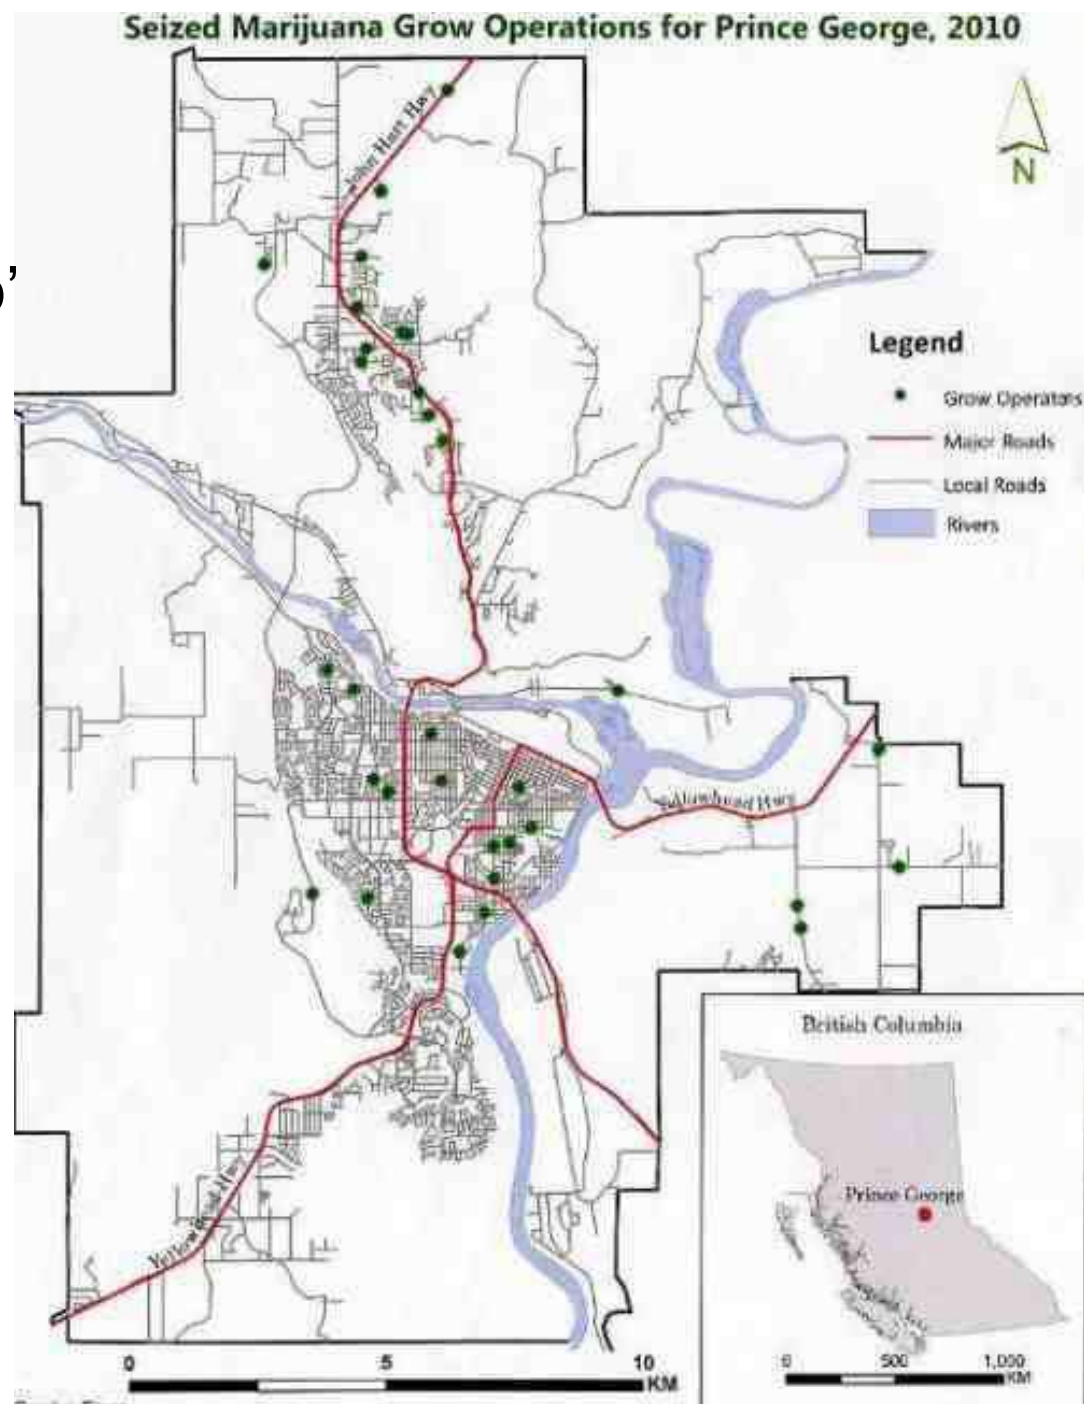 Seized Marijuana Grow Operations for Prince George, 2010
John Hart Hwy
N
Legend
Grow Operators
Major Roads
Local Roads
Rivers
Yellowhead Hwy
British Columbia
Prince George
Yellowhead Hwy
0 5 10
KM
0 500 1,000
KM